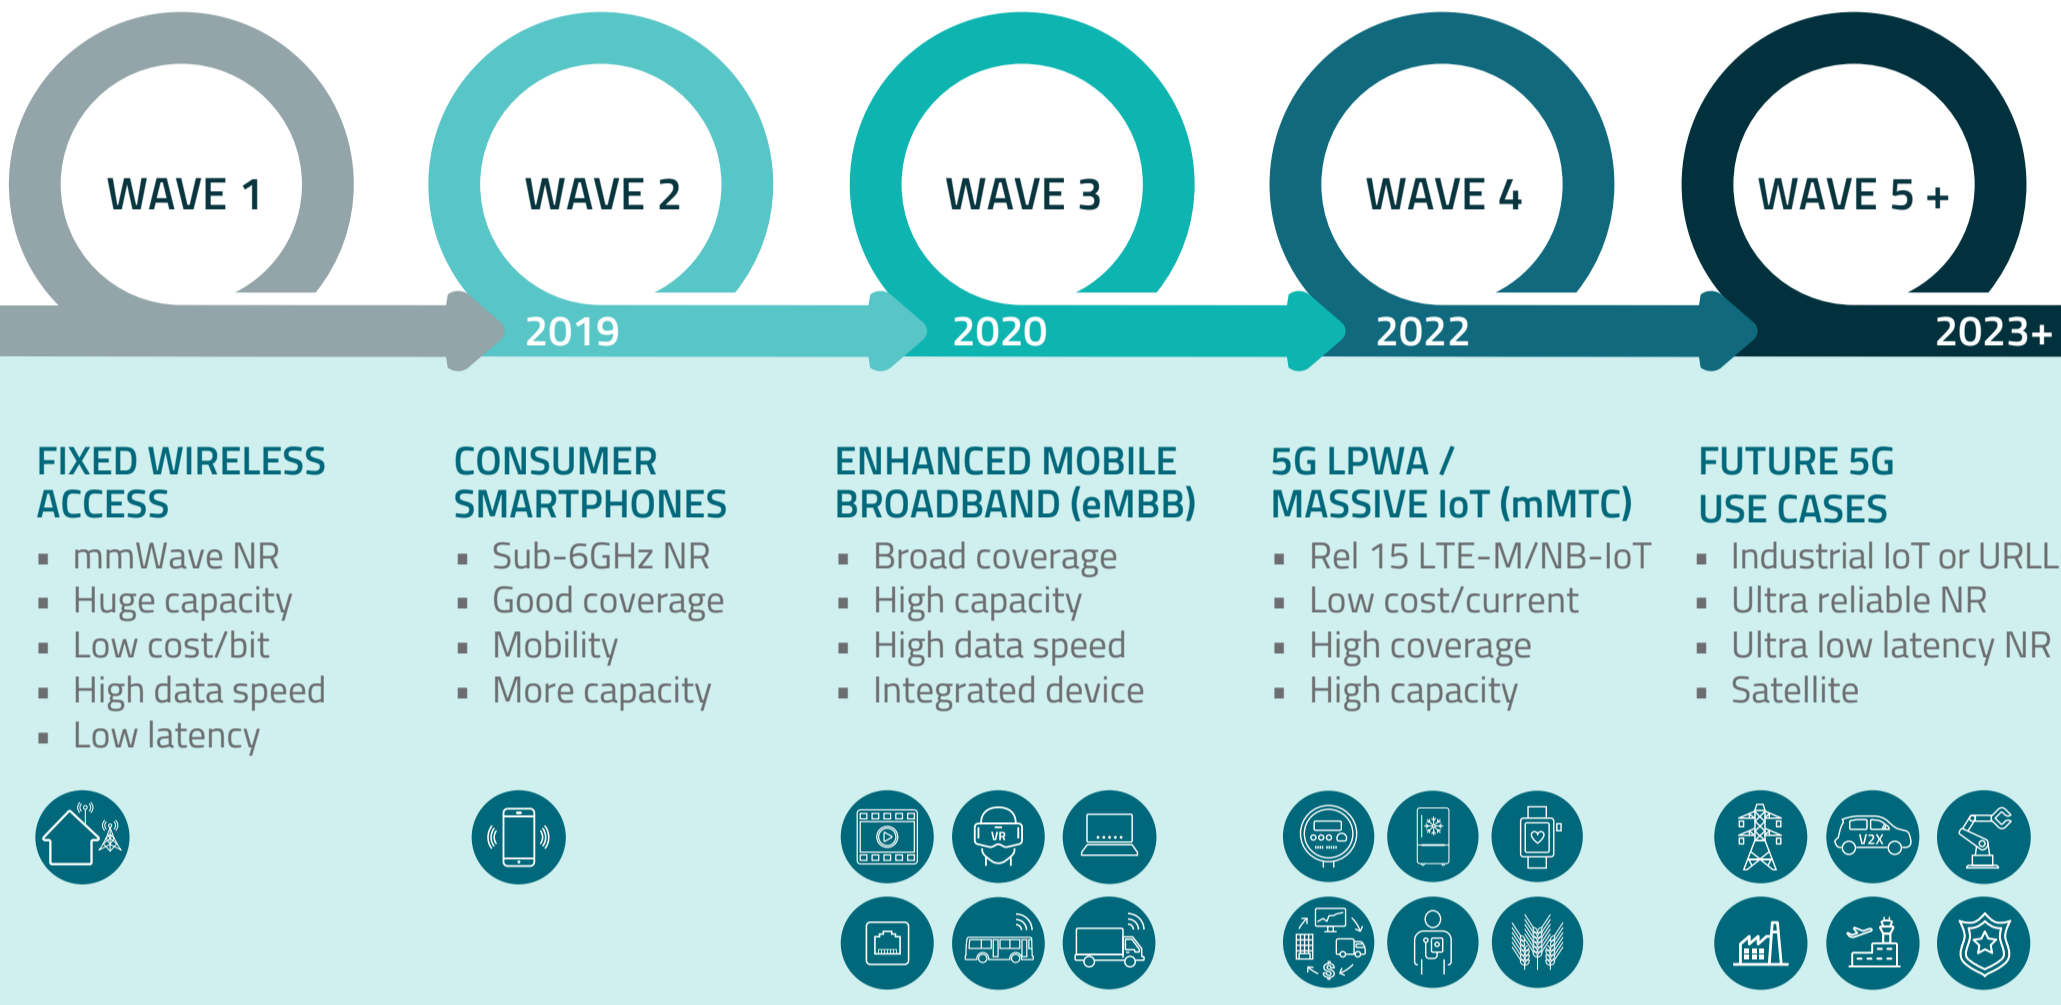 WAVE 1
WAVE 2
WAVE 3
WAVE 4
WAVE 5 +
2019
2020
2022
2023+
FIXED WIRELESS
ACCESS
▪ mmWave NR
▪ Huge capacity
▪ Low cost/bit
▪ High data speed
▪ Low latency
CONSUMER
SMARTPHONES
▪ Sub-6GHz NR
▪ Good coverage
▪ Mobility
▪ More capacity
ENHANCED MOBILE
BROADBAND (eMBB)
▪ Broad coverage
▪ High capacity
▪ High data speed
▪ Integrated device
VR
5G LPWA /
MASSIVE IoT (mMTC)
▪ Rel 15 LTE-M/NB-IoT
▪ Low cost/current
▪ High coverage
▪ High capacity
$
FUTURE 5G
USE CASES
▪ Industrial IoT or URLL
▪ Ultra reliable NR
▪ Ultra low latency NR
▪ Satellite
V2X